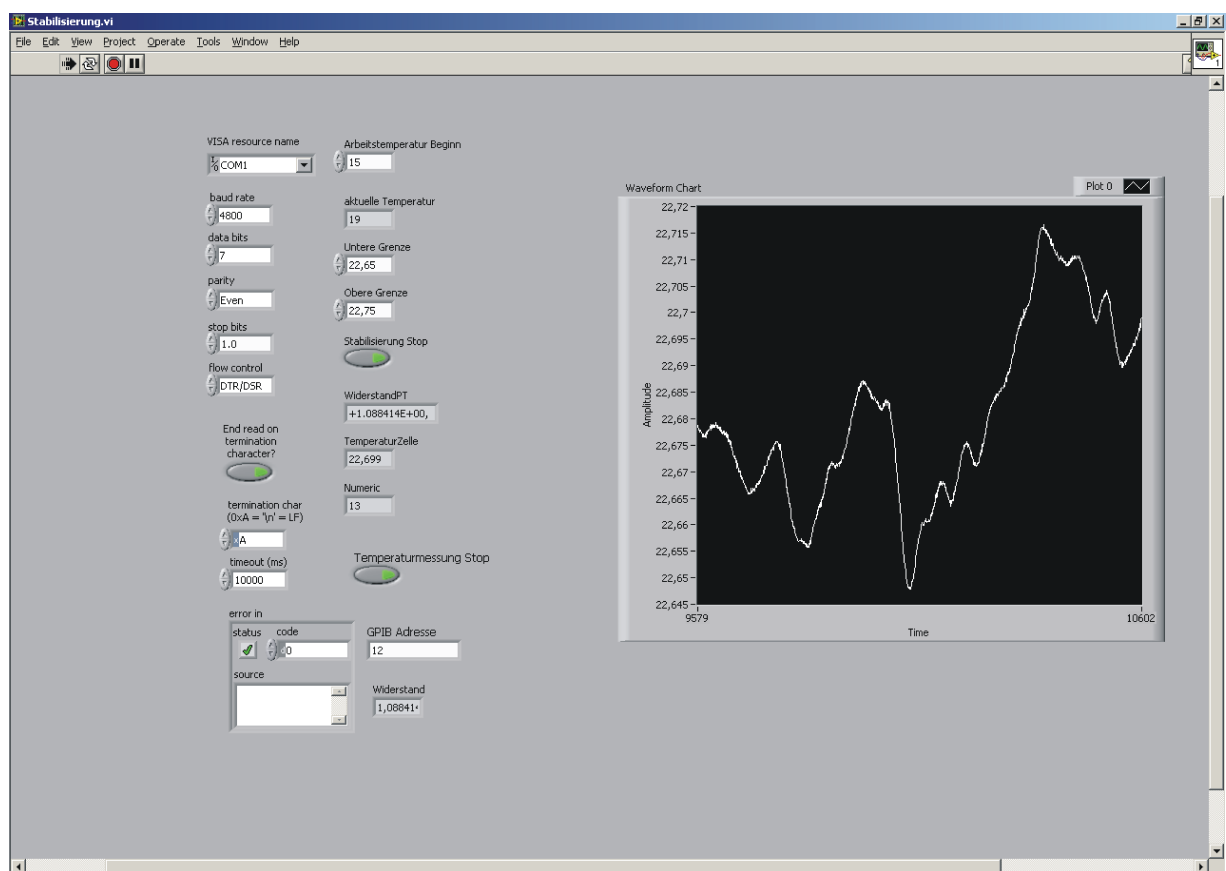 Stabilisierung.vi
File Edit View Project Operate Tools Window Help
1
VISA resource name
COM1
baud rate
4800
data bits
7
parity
Even
stop bits
1.0
flow control
DTR/DSR
End read on
termination
character?
termination char
(0xA = '\n' = LF)
xA
timeout (ms)
10000
error in
status code
0
source
Arbeitstemperatur Beginn
15
aktuelle Temperatur
19
Untere Grenze
22,65
Obere Grenze
22,75
Stabilisierung Stop
WiderstandPT
+1.088414E+00,
TemperaturZelle
22,699
Numeric
13
Temperaturmessung Stop
GPIB Adresse
12
Widerstand
1,08841
Waveform Chart
Plot 0
22,72
22,715
22,71
22,705
22,7
22,695
22,69
22,685
22,68
22,675
22,67
22,665
22,66
22,655
22,65
22,645
Amplitude
9579 10602
Time